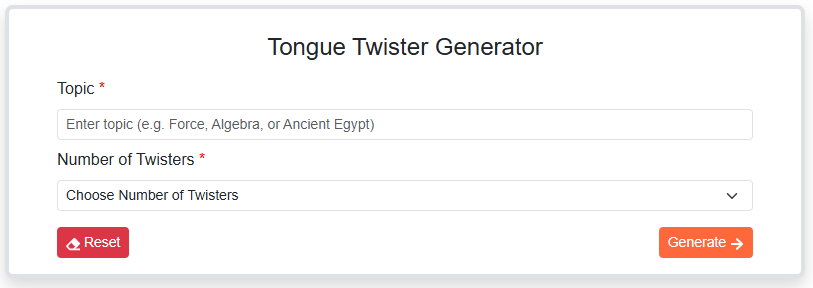 Tongue Twister Generator
Topic *
Enter topic (e.g. Force, Algebra, or Ancient Egypt)
Number of Twisters *
Choose Number of Twisters
Reset
Generate